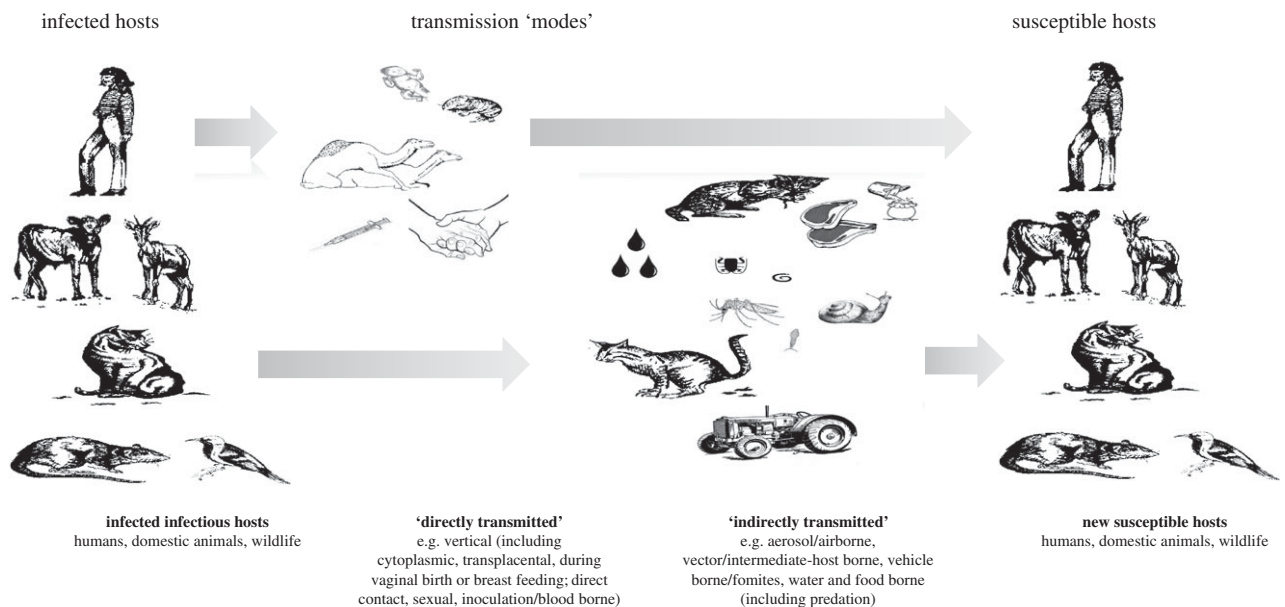 infected hosts
transmission ‘modes’
susceptible hosts
infected infectious hosts
humans, domestic animals, wildlife
‘directly transmitted’
e.g. vertical (including
cytoplasmic, transplacental, during
vaginal birth or breast feeding; direct
contact, sexual, inoculation/blood borne)
‘indirectly transmitted’
e.g. aerosol/airborne,
vector/intermediate-host borne, vehicle
borne/fomites, water and food borne
(including predation)
new susceptible hosts
humans, domestic animals, wildlife